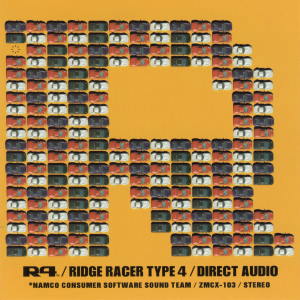 R4./RIDGE RACER TYPE 4/DIRECT AUDIO
*NAMCO CONSUMER SOFTWARE SOUND TEAM / ZMCX-103 / STEREO